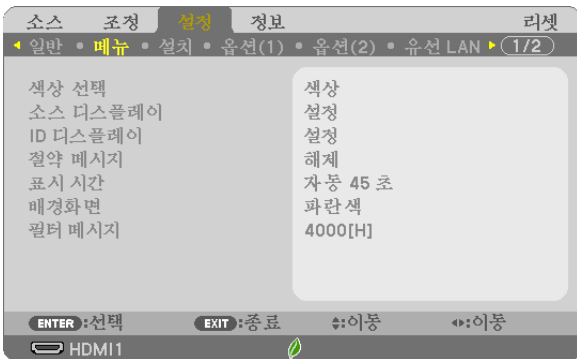 소스 조정 설정 정보 리셋
일반 • 메뉴 • 설치 • 옵션(1) • 옵션(2) • 유선 LAN 1/2
색상 선택 색상
소스 디스플레이 설정
ID 디스플레이 설정
절약 메시지 해제
표시 시간 자동 45 초
배경화면 파란색
필터 메시지 4000[H]
ENTER :선택 EXIT :종료 :이동 :이동
HDMI1